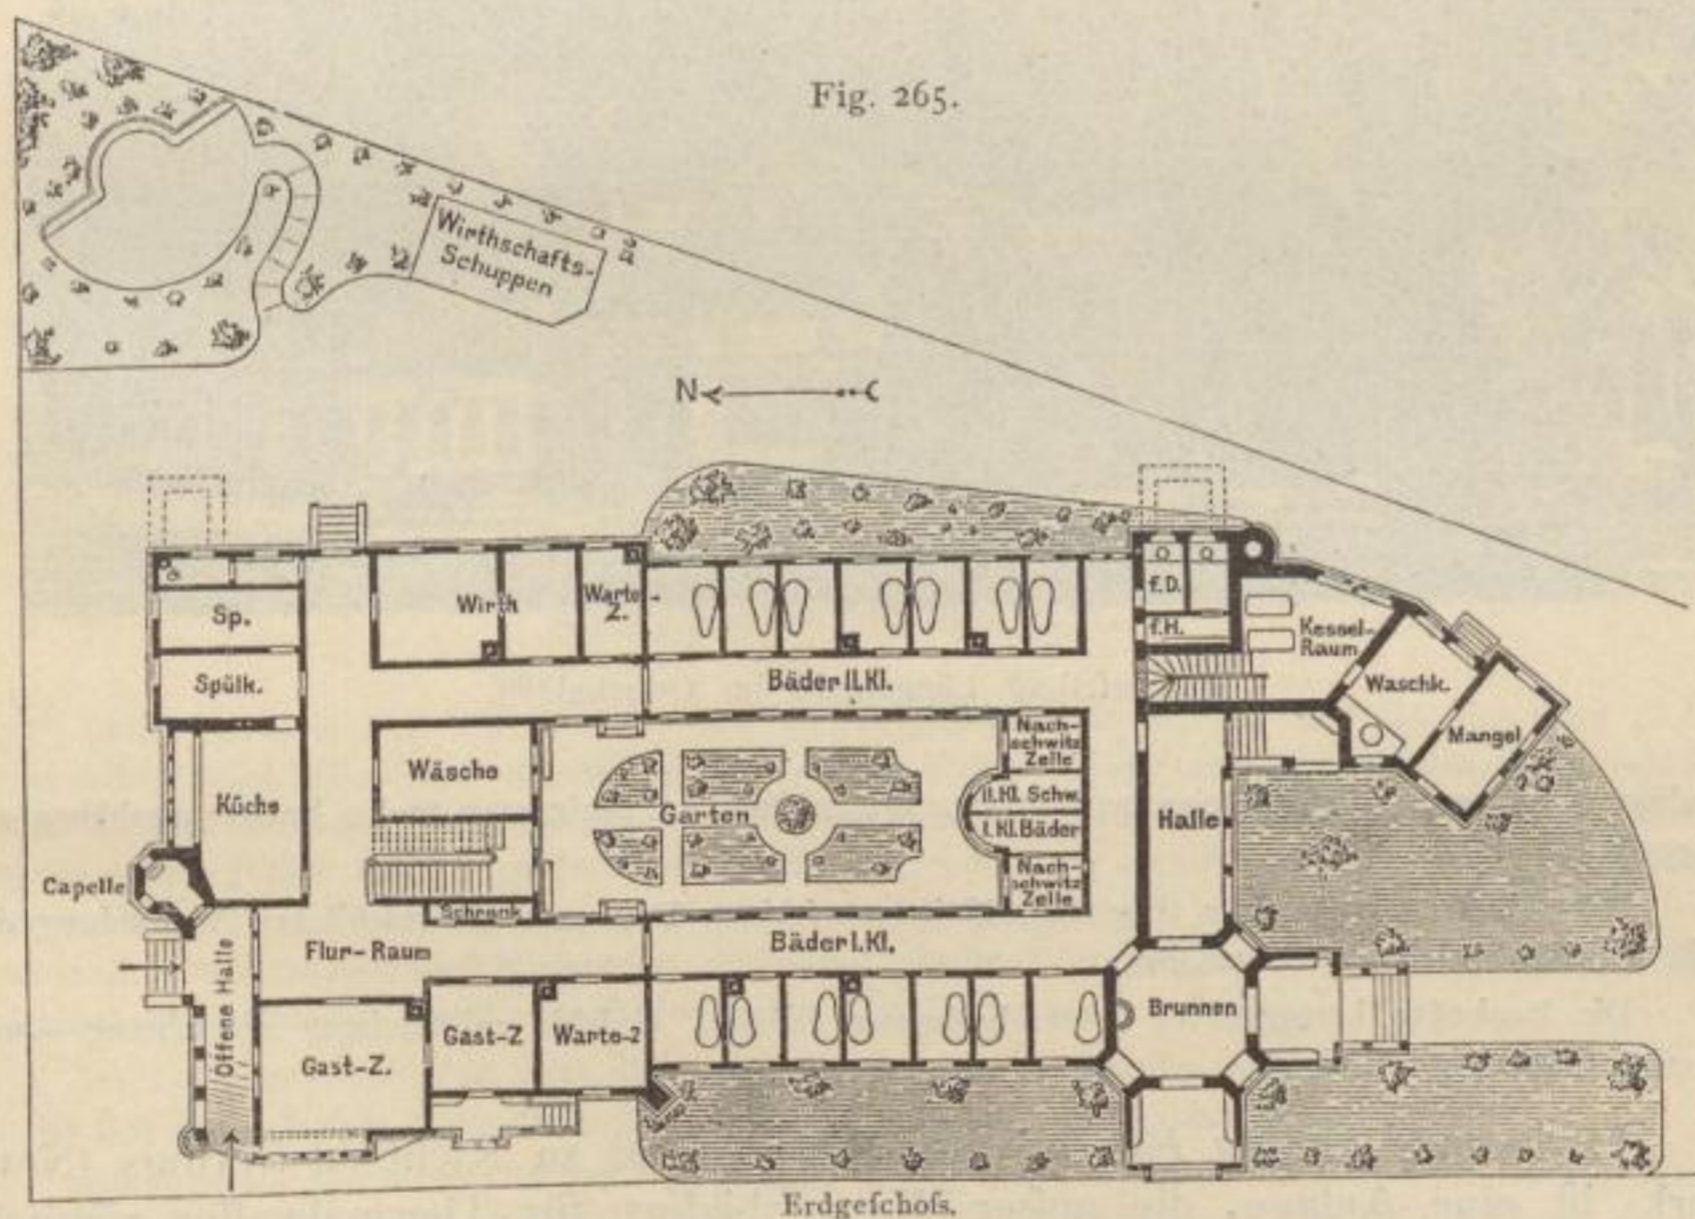 Fig. 265.
Wirthschafts-
Schuppen
N
Sp.
Spülk.
Küche
Capelle
Offene Halle
Flur-Raum
Gast-Z.
Gast-Z
Warte-Z
Wirth
Warte
Z.
Wäsche
Schrank
Bäder II.Kl.
Garten
Nach-
schwitz
Zelle
II.Kl. Schw.
I.Kl.Bäder
Nach-
schwitz
Zelle
Bäder I.Kl.
f.D.
f.H.
Kessel-
Raum
Waschk.
Mangel
Halle
Brunnen
Erdgeſchoſs.